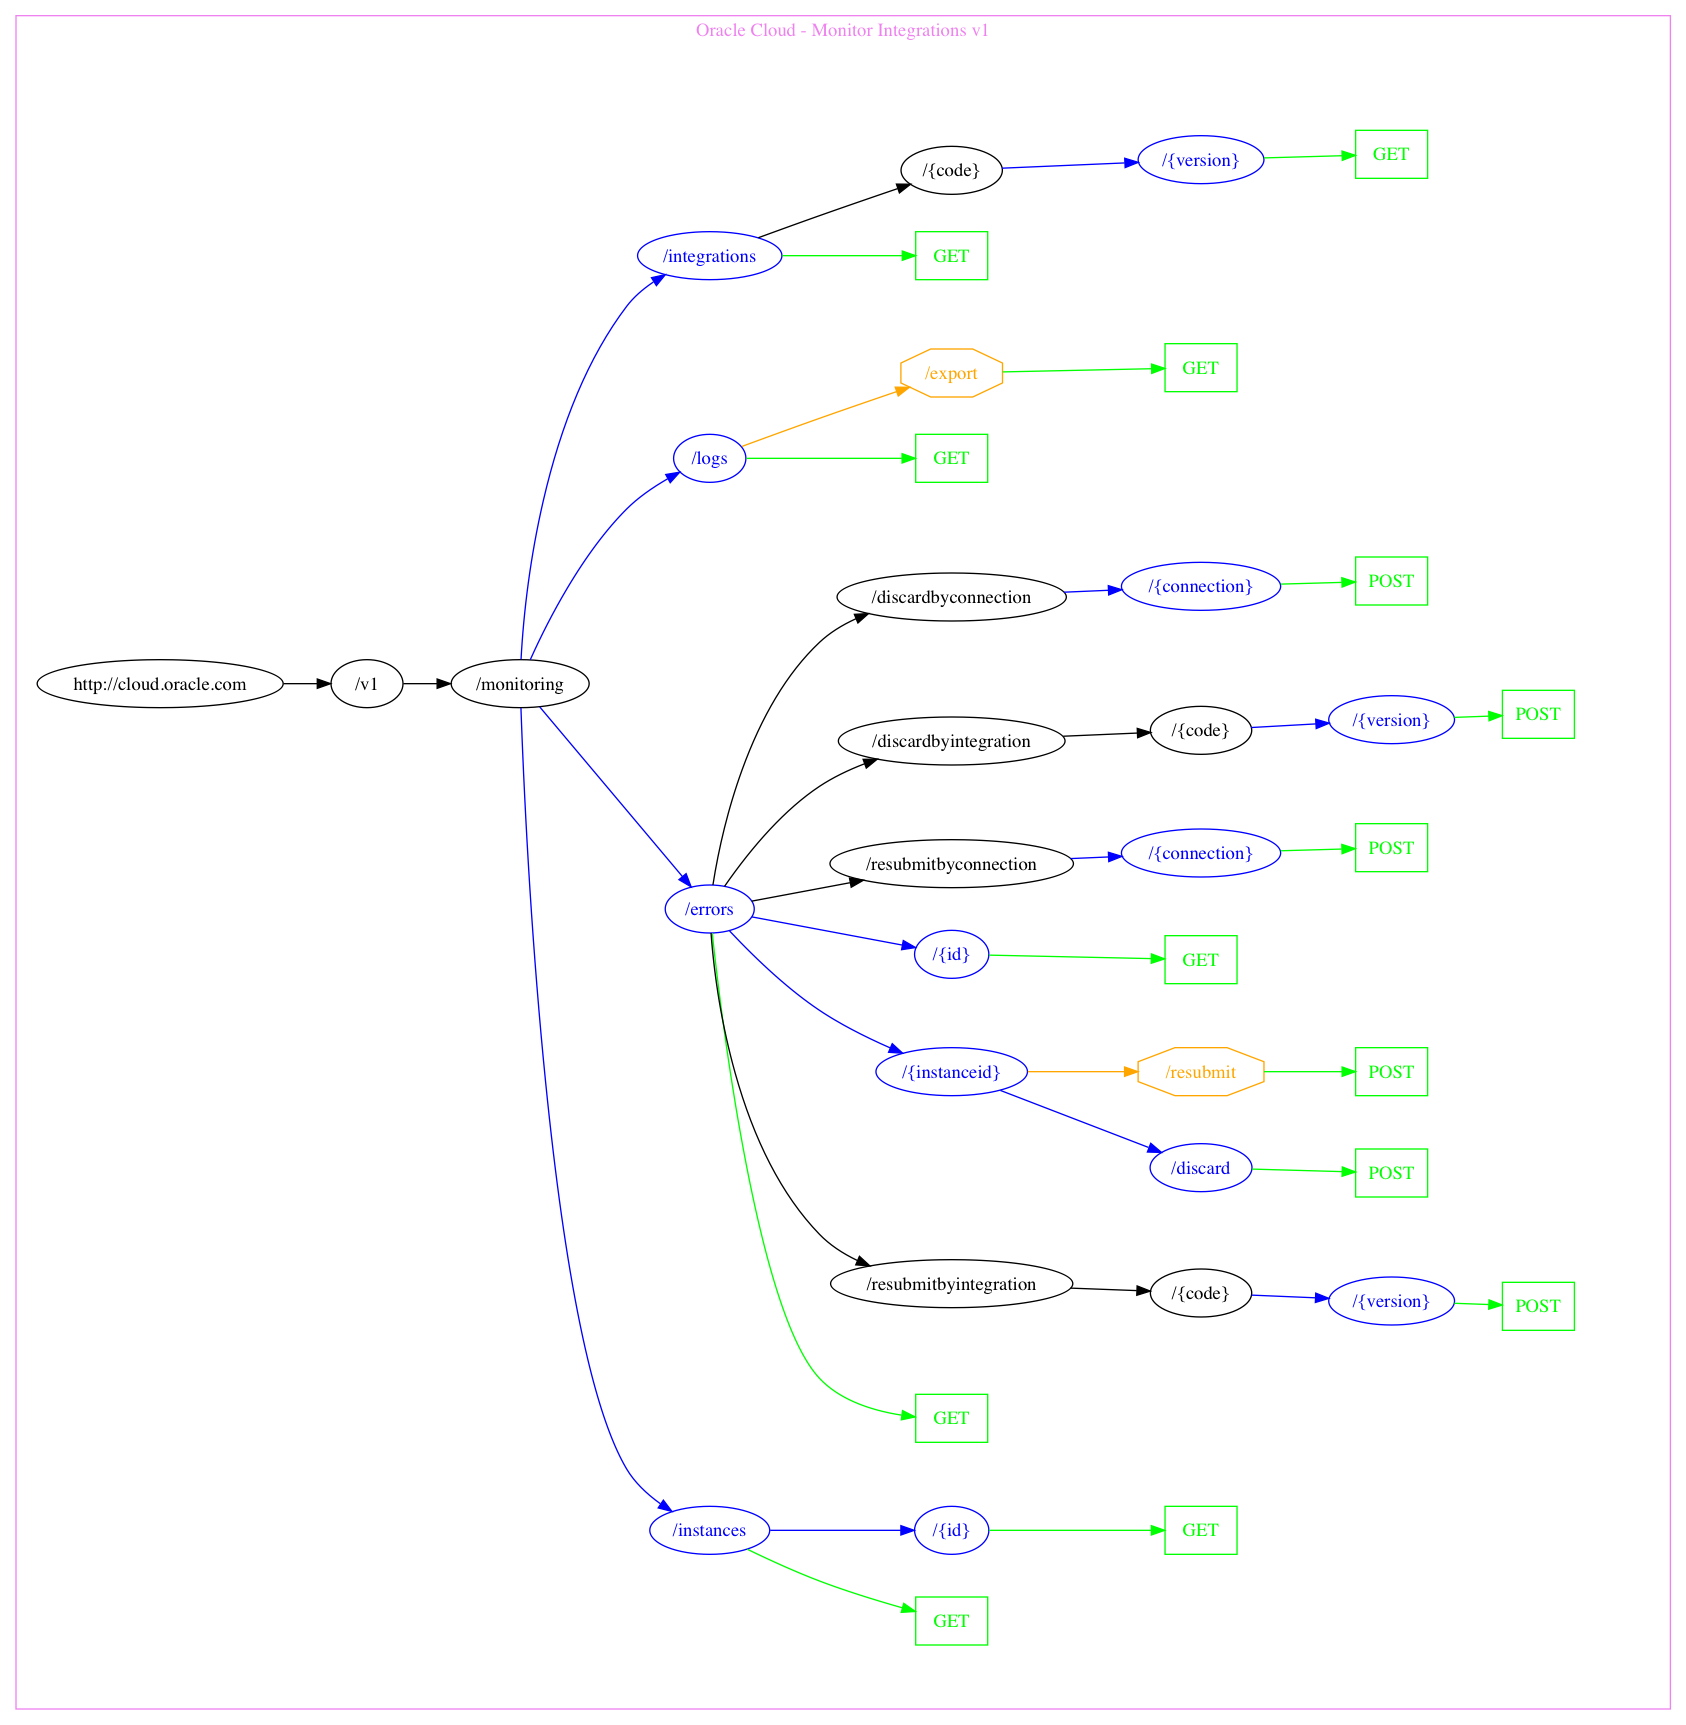 Oracle Cloud - Monitor Integrations v1
/{code}
/{version}
GET
/integrations
GET
/export
GET
/logs
GET
/discardbyconnection
/{connection}
POST
http://cloud.oracle.com
/v1
/monitoring
/discardbyintegration
/{code}
/{version}
POST
/resubmitbyconnection
/{connection}
POST
/errors
/{id}
GET
/{instanceid}
/resubmit
POST
/discard
POST
/resubmitbyintegration
/{code}
/{version}
POST
GET
/instances
/{id}
GET
GET